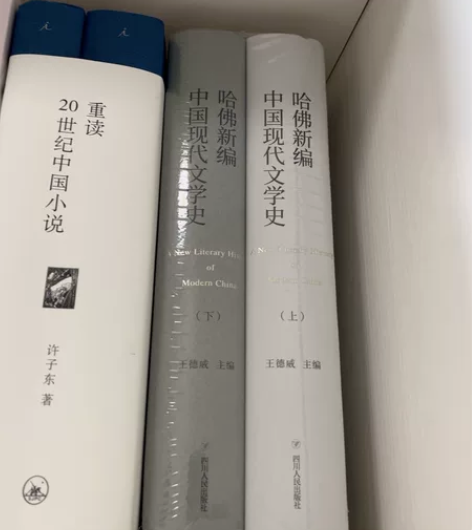 重读
20世纪中国小说
许子东 著
哈佛新编
中国现代文学史
New Literary
of
Modern China
（下）
王德威 主编
四川人民出版社
哈佛新编
中国现代文学史
（上）
王德威 主编
四川人民出版社